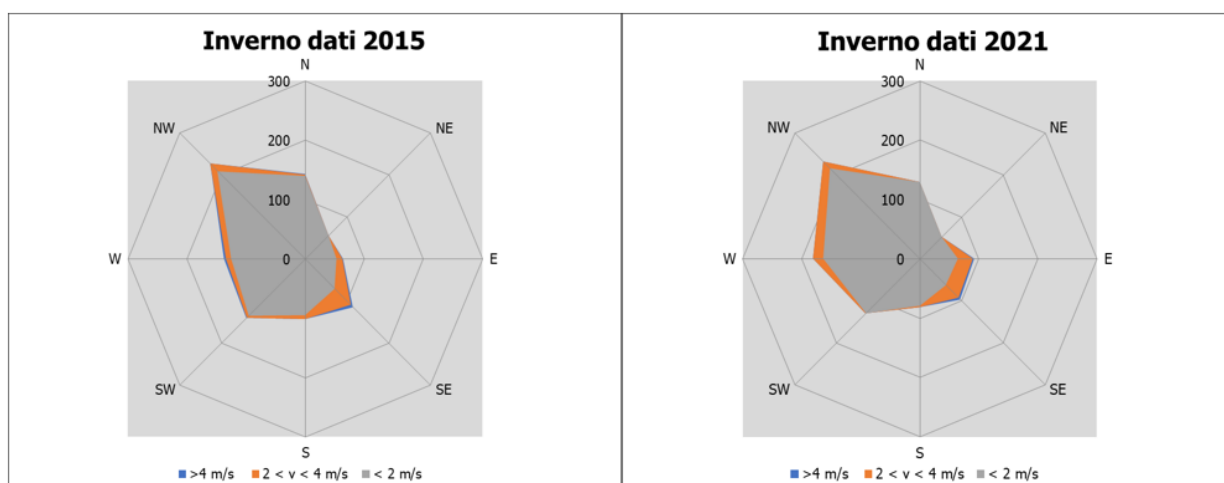 Inverno dati 2015
N
300
NW
NE
200
100
W
0
E
SW
SE
S
>4 m/s 2 < v < 4 m/s < 2 m/s
Inverno dati 2021
N
300
NW
NE
200
100
W
0
E
SW
SE
S
>4 m/s 2 < v < 4 m/s < 2 m/s